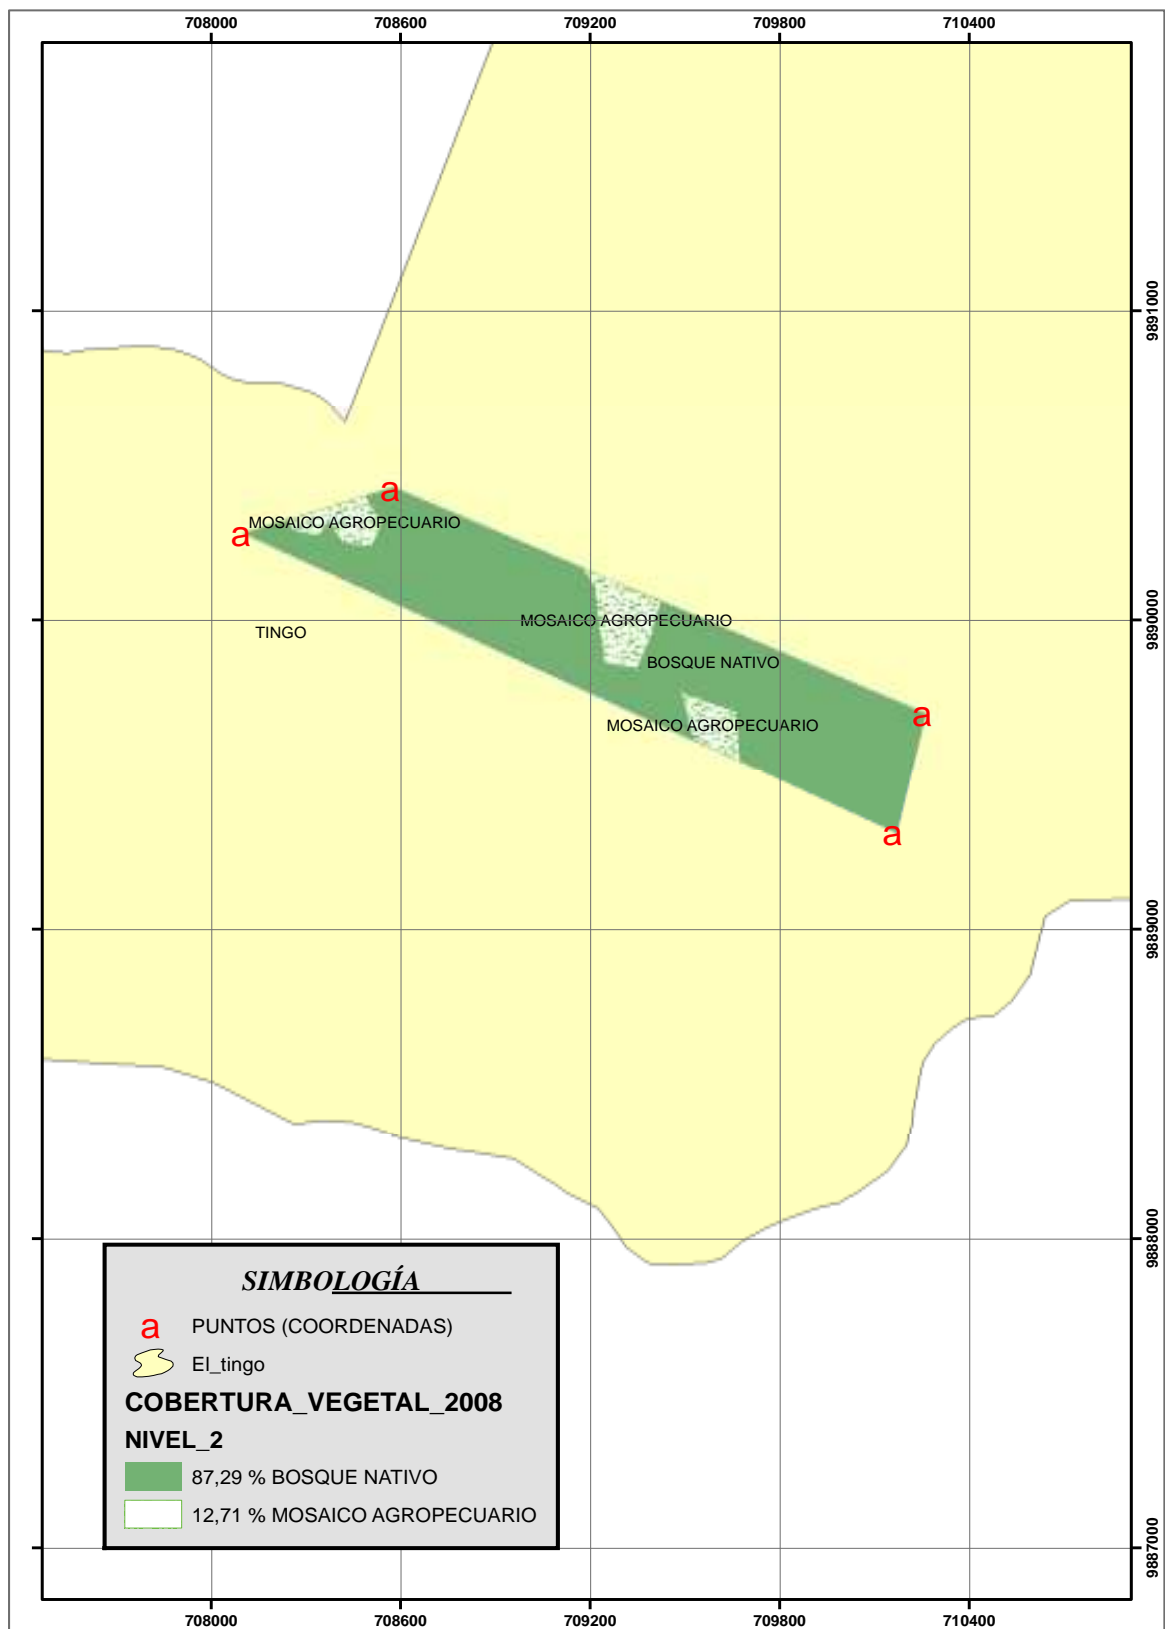 708000 708600 709200 709800 710400
9891000
a
MOSAICO AGROPECUARIO
a
MOSAICO AGROPECUARIO
9890000
TINGO
BOSQUE NATIVO
a
MOSAICO AGROPECUARIO
a
9889000
9888000
SIMBOLOGÍA
a PUNTOS (COORDENADAS)
El_tingo
COBERTURA_VEGETAL_2008
NIVEL_2
87,29 % BOSQUE NATIVO
12,71 % MOSAICO AGROPECUARIO
9887000
708000 708600 709200 709800 710400